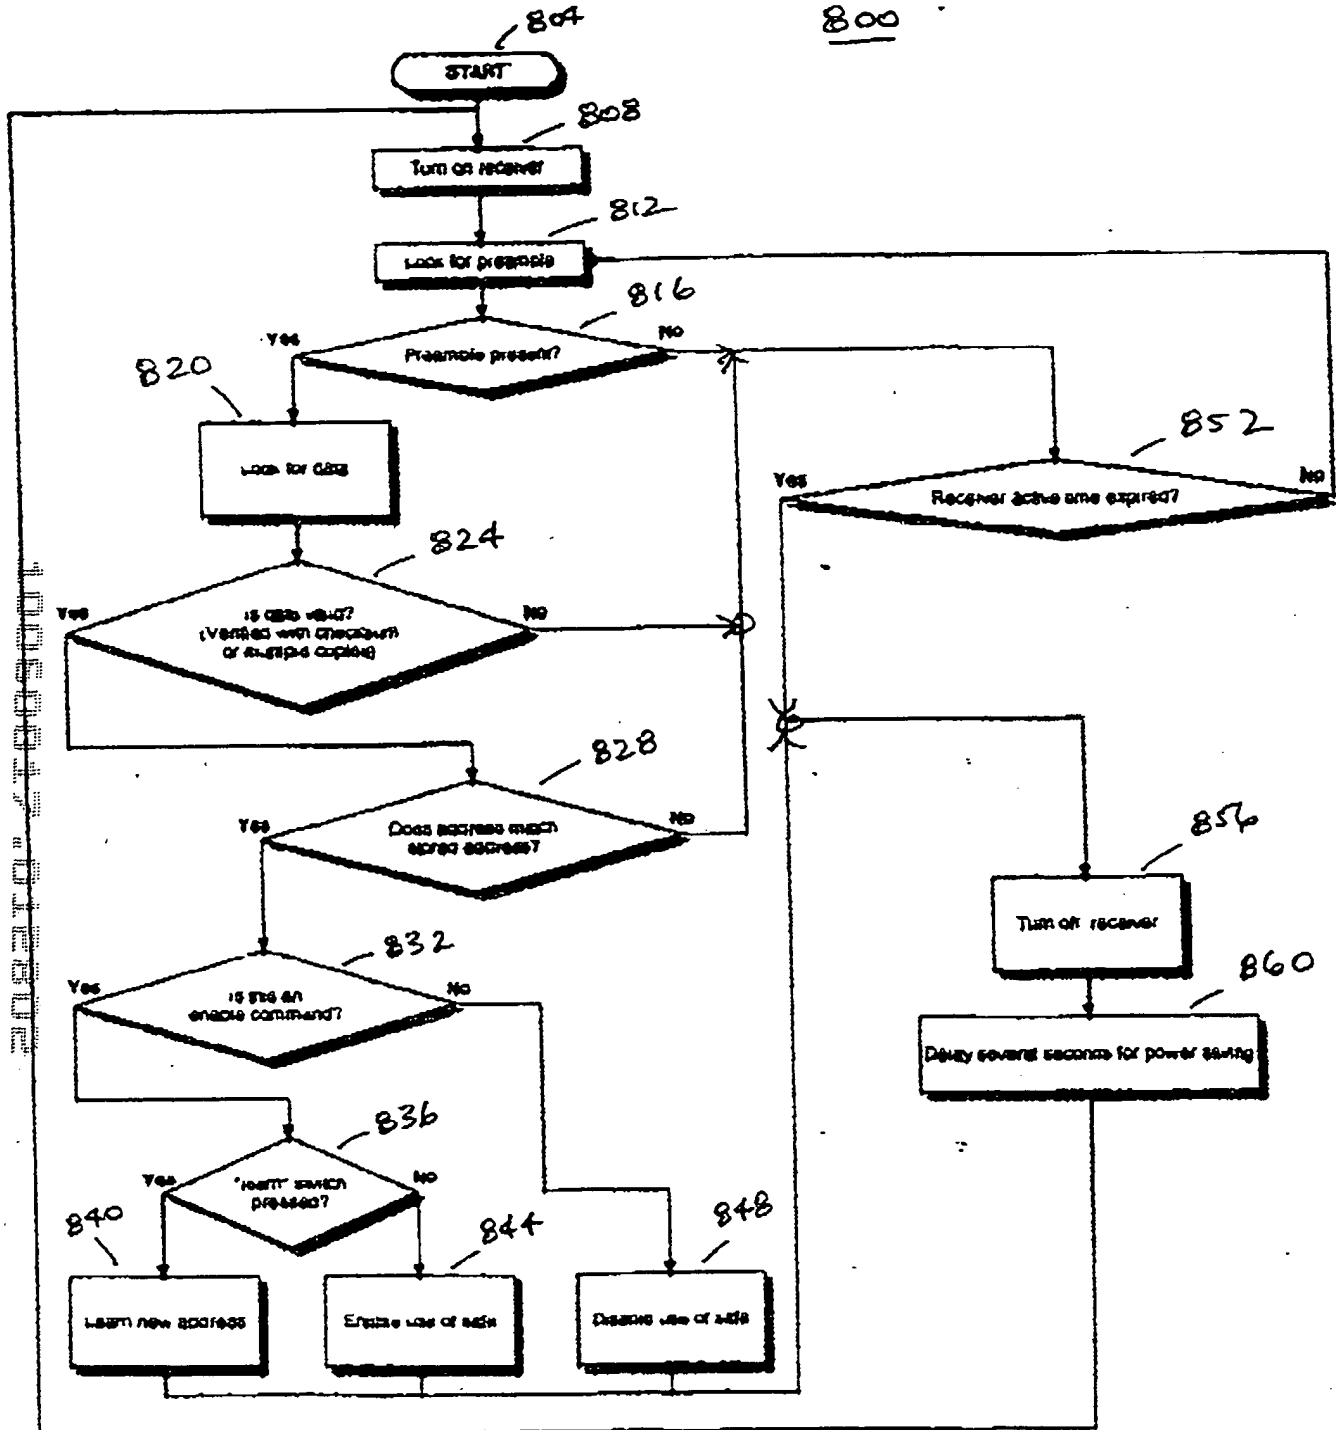 800
804
START
808
Turn on receiver
812
Look for preamble
816
Yes
No
Preamble present?
820
Look for data
852
Yes
No
Receiver active time expired?
824
Yes
No
Is data valid?
(Verified with checksum
or multiple copies)
828
Yes
No
Does address match
stored address?
856
Turn off receiver
832
Yes
No
Is this an
enable command?
860
Delay several seconds for power saving
836
Yes
No
"learn" switch
pressed?
840
Learn new address
844
Enable use of safe
848
Disable use of safe